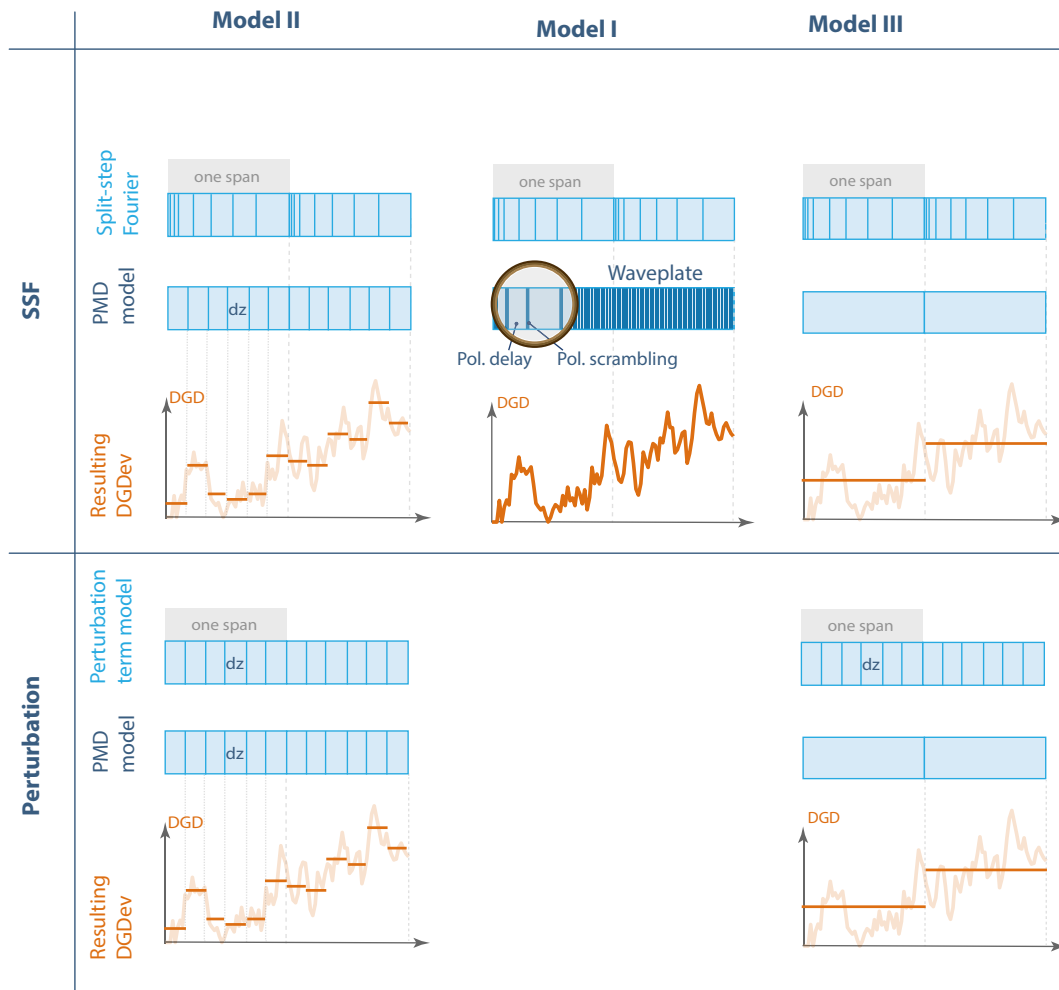 Model II
Model I
Model III
SSF
Split-step
Fourier
one span
one span
one span
PMD
model
dz
Waveplate
Pol. delay
Pol. scrambling
Resulting
DGDev
DGD
DGD
DGD
Perturbation
Perturbation
term model
one span
dz
one span
dz
PMD
model
dz
Resulting
DGDev
DGD
DGD